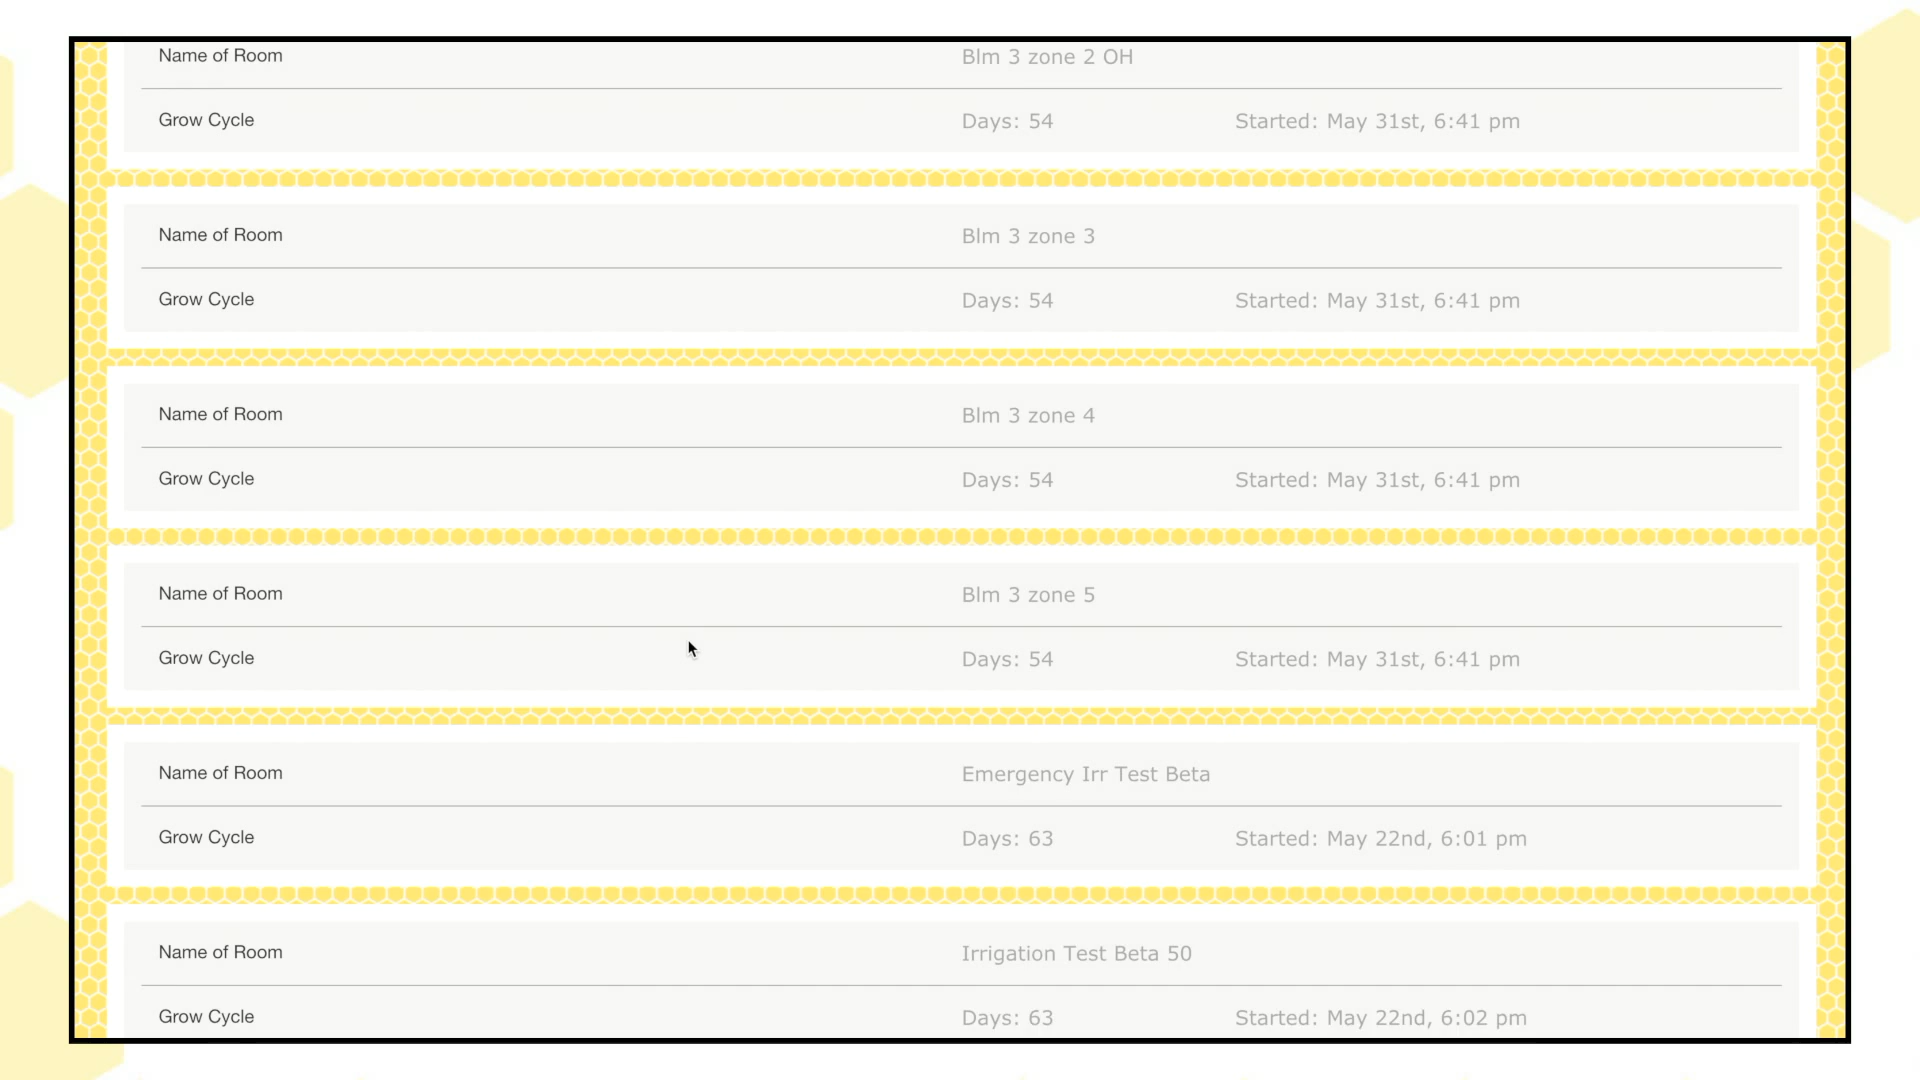 Name of Room Blm 3 zone 2 OH
Grow Cycle Days: 54 Started: May 31st, 6:41 pm
Name of Room Blm 3 zone 3
Grow Cycle Days: 54 Started: May 31st, 6:41 pm
Name of Room Blm 3 zone 4
Grow Cycle Days: 54 Started: May 31st, 6:41 pm
Name of Room Blm 3 zone 5
Grow Cycle Days: 54 Started: May 31st, 6:41 pm
Name of Room Emergency Irr Test Beta
Grow Cycle Days: 63 Started: May 22nd, 6:01 pm
Name of Room Irrigation Test Beta 50
Grow Cycle Days: 63 Started: May 22nd, 6:02 pm